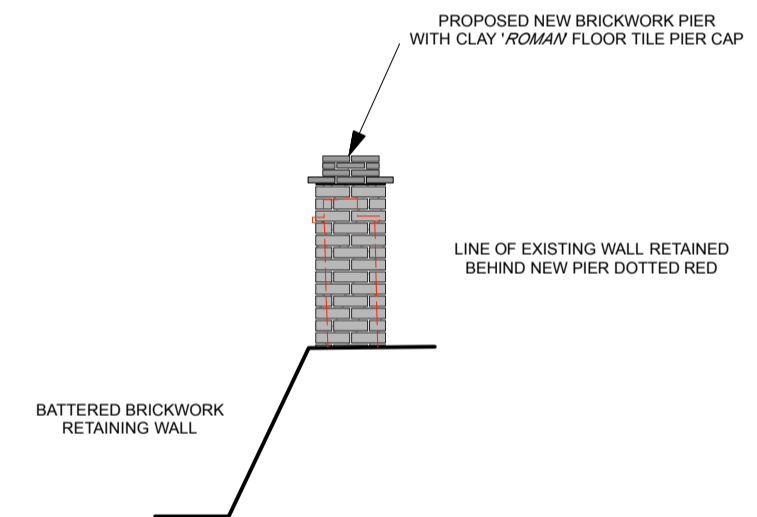 PROPOSED NEW BRICKWORK PIER
WITH CLAY 'ROMAN' FLOOR TILE PIER CAP
LINE OF EXISTING WALL RETAINED
BEHIND NEW PIER DOTTED RED
BATTERED BRICKWORK
RETAINING WALL